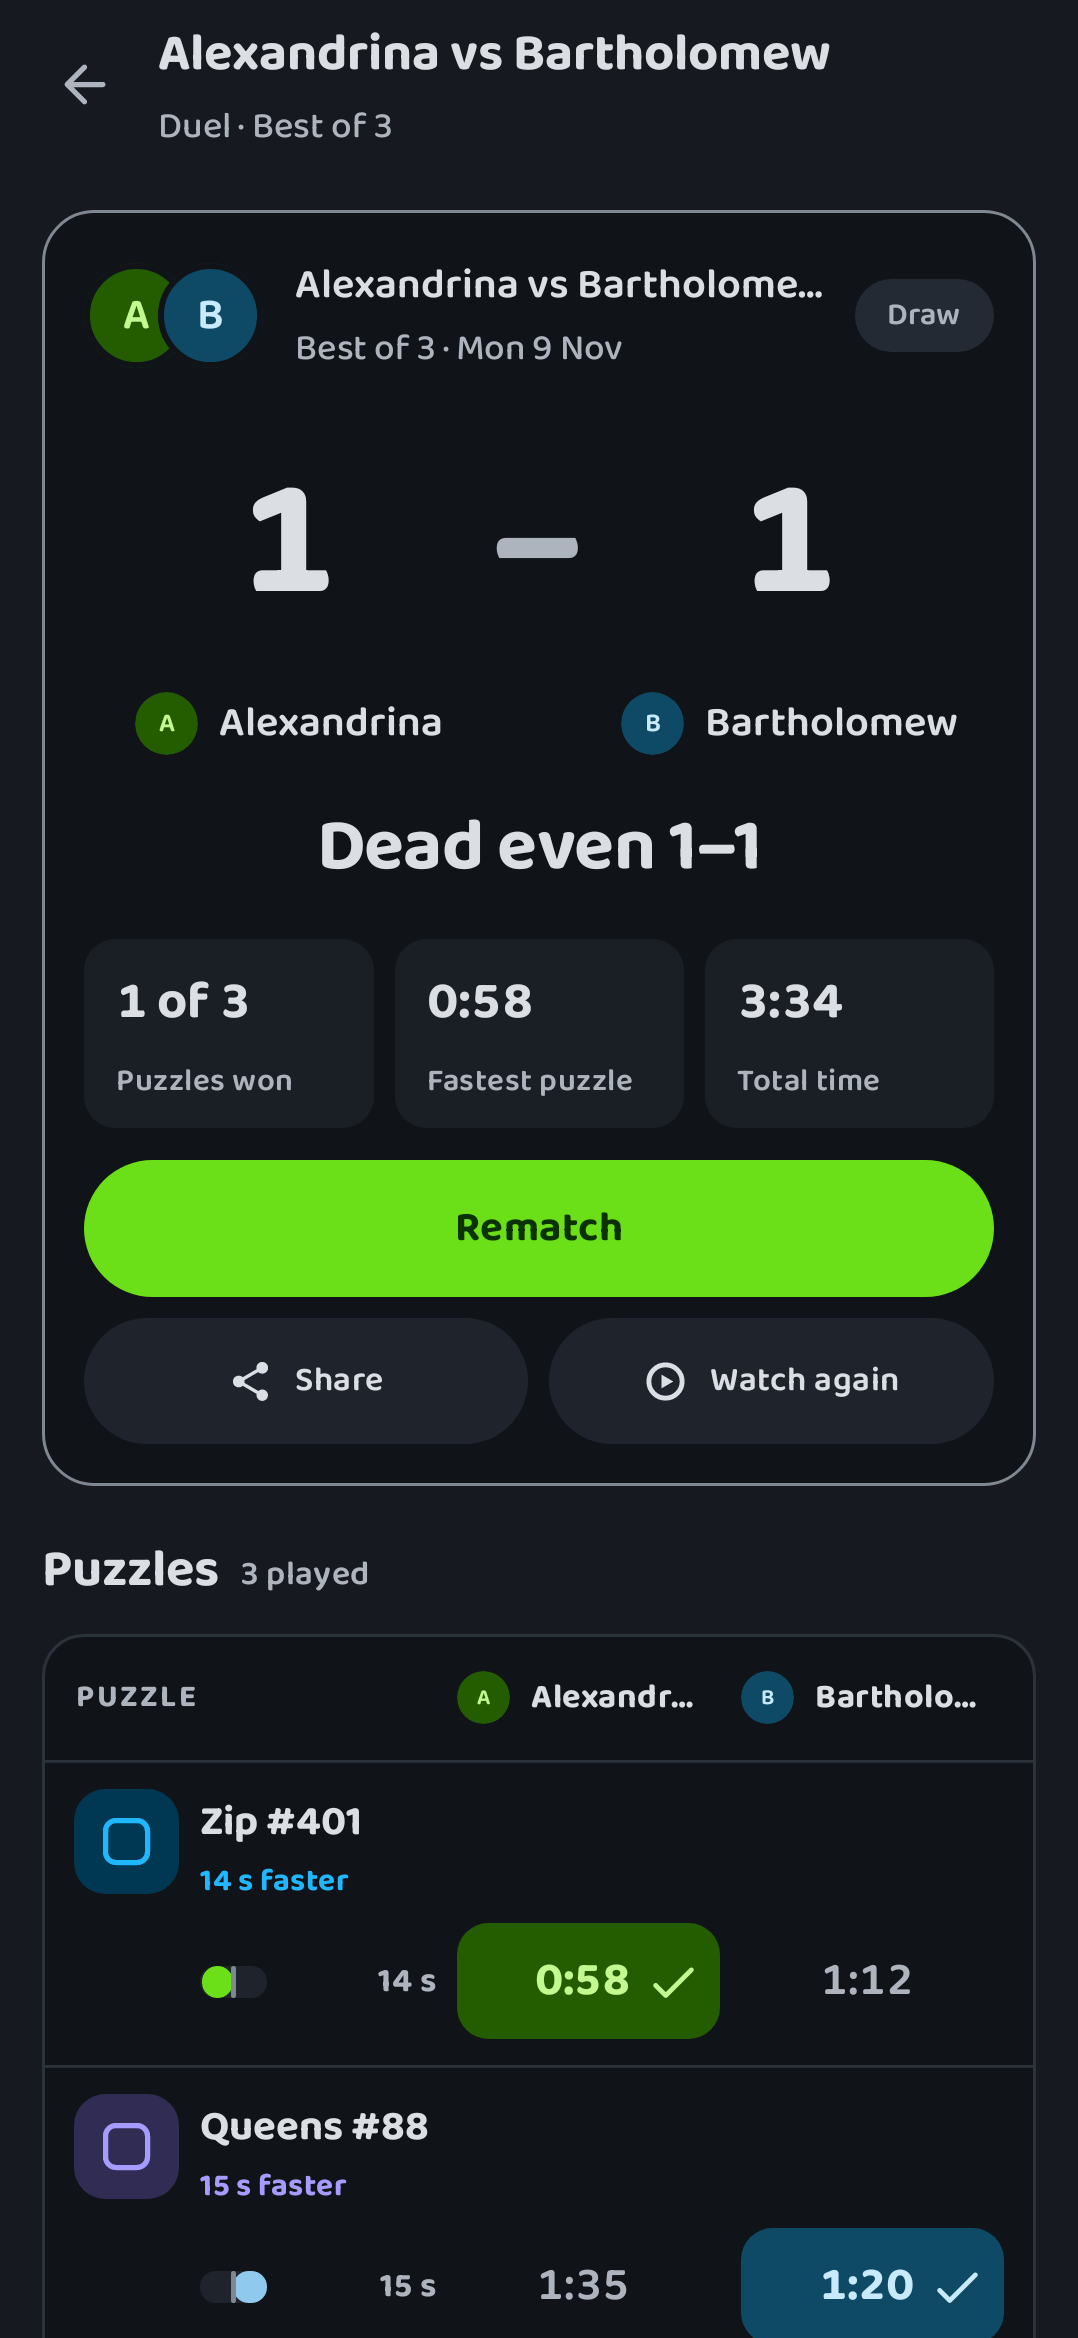 Alexandrina vs Bartholomew
Duel · Best of 3
A B
Alexandrina vs Bartholome...
Best of 3 · Mon 9 Nov
Draw
1 – 1
A Alexandrina
B Bartholomew
Dead even 1–1
1 of 3
Puzzles won
0:58
Fastest puzzle
3:34
Total time
Rematch
Share
Watch again
Puzzles 3 played
PUZZLE A Alexandr... B Bartholo...
Zip #401
14 s faster
14 s 0:58 1:12
Queens #88
15 s faster
15 s 1:35 1:20